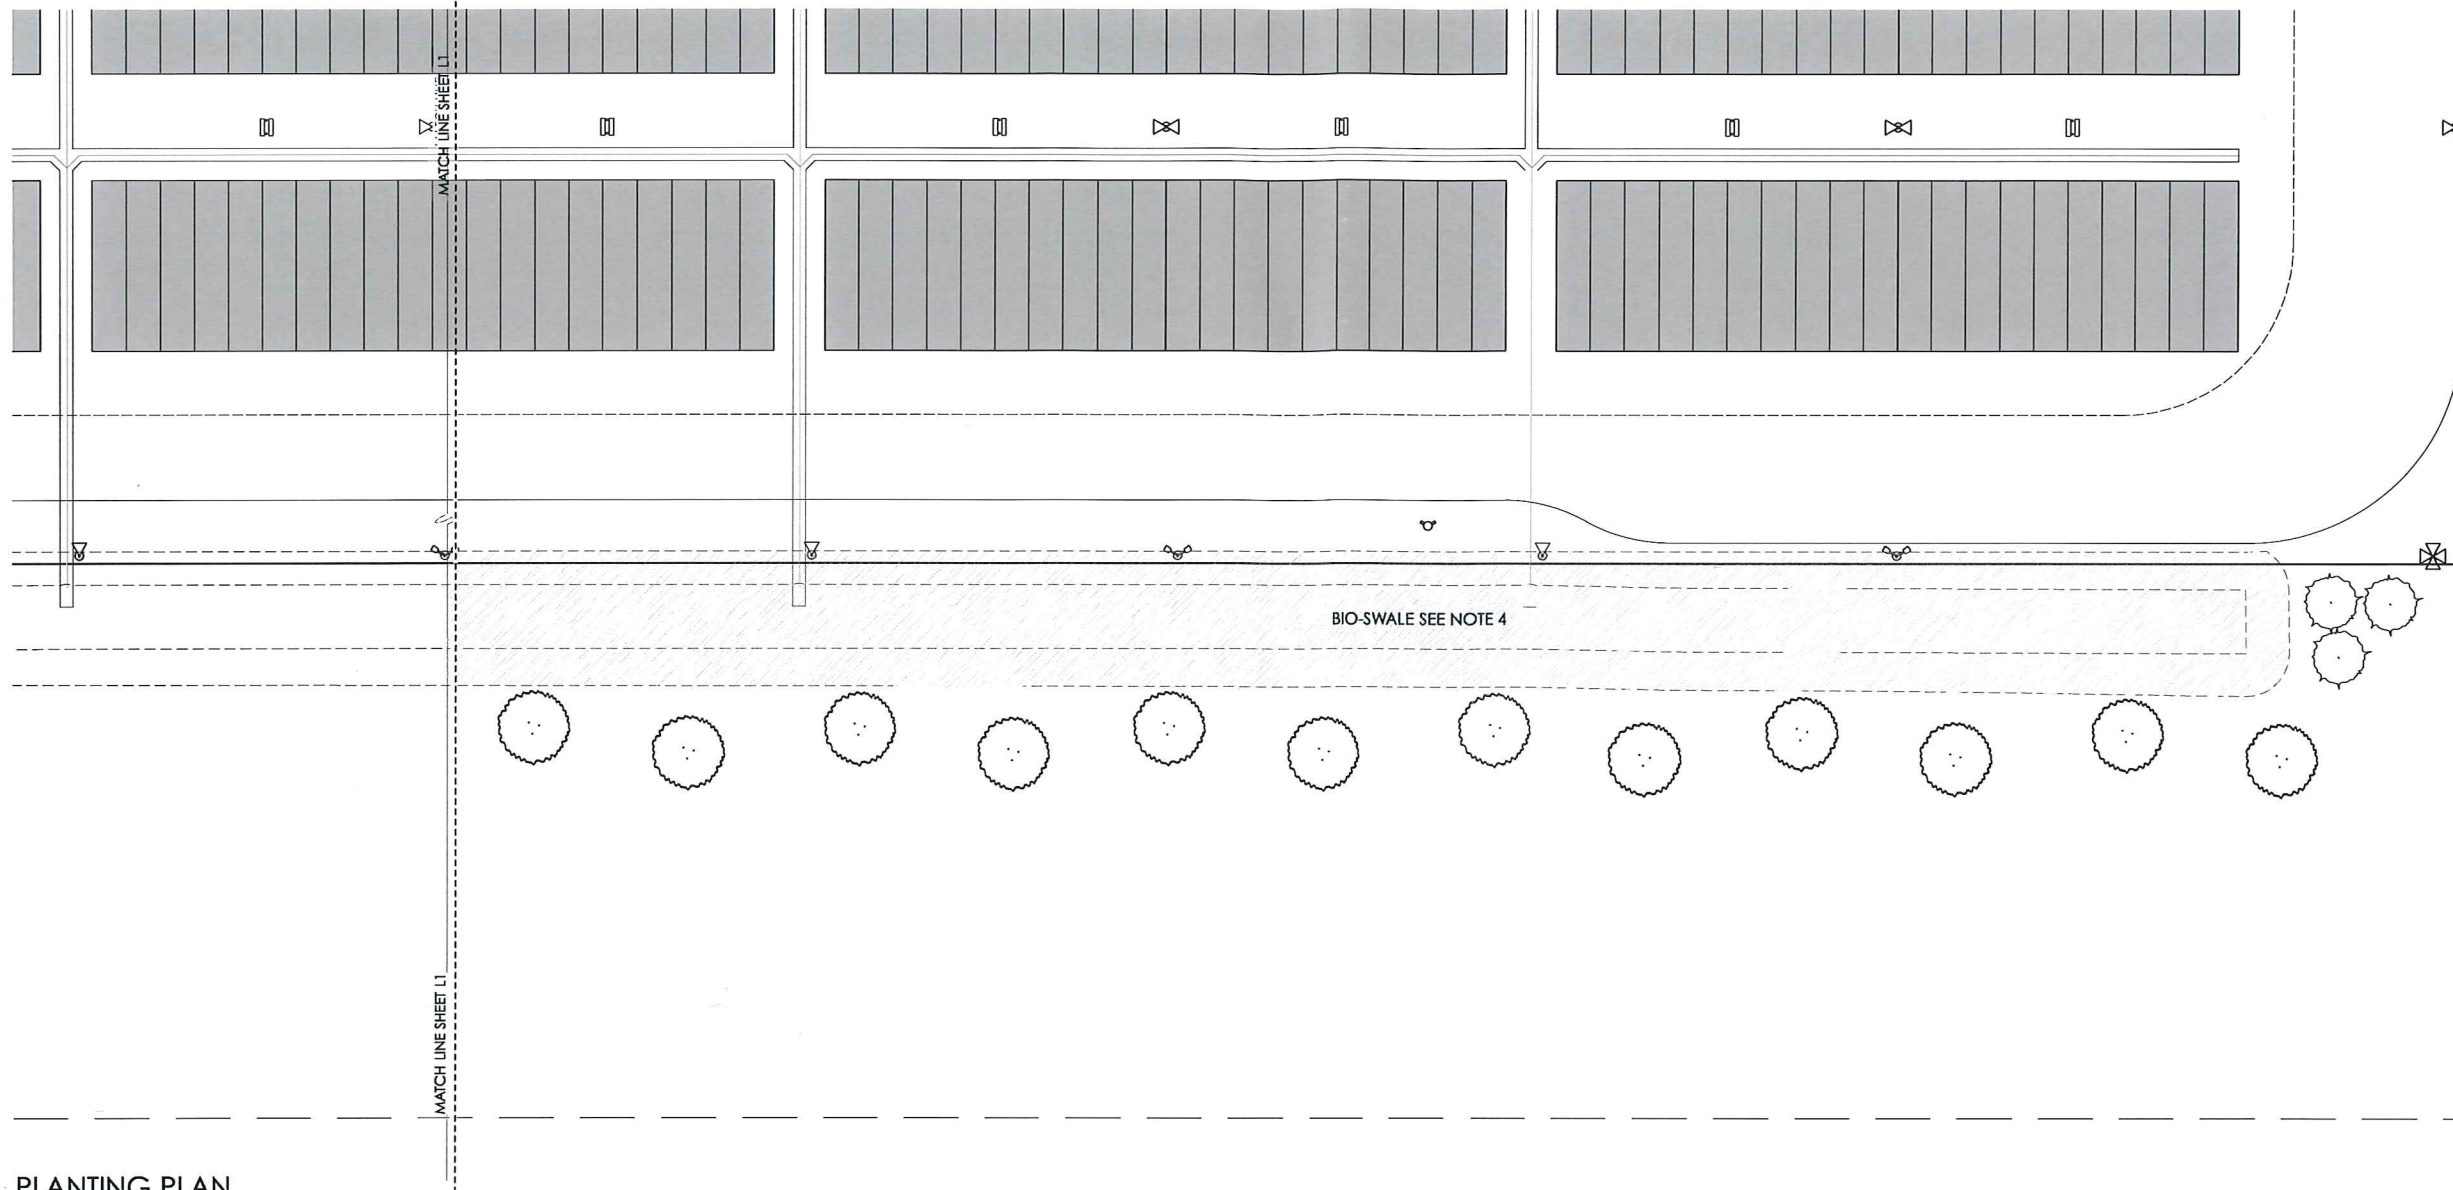 MATCH LINE SHEET L1
BIO-SWALE SEE NOTE 4
MATCH LINE SHEET L1
PLANTING PLAN